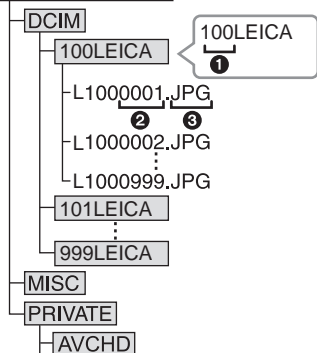 DCIM
100LEICA
100LEICA
❶
L1000001.JPG
❷ ❸
L1000002.JPG
L1000999.JPG
101LEICA
999LEICA
MISC
PRIVATE
AVCHD